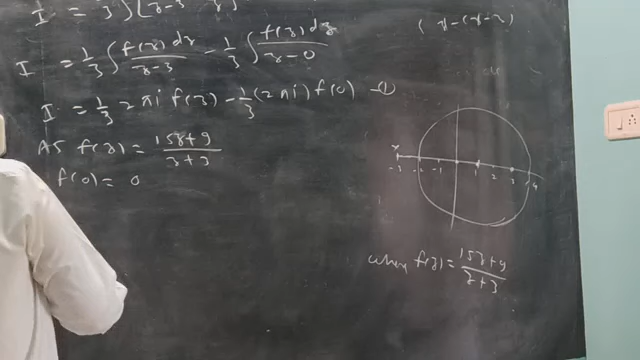 I = 1/3 ∫ f(z) dz / z-3 - 1/3 ∫ f(z) dz / z-0
I = 1/3 2πi f(3) - 1/3 (2πi) f(0) -①
As f(z) = 15z+9 / z+3
f(0) = 0
-3 -2 -1 1 2 3 4
where f(z) = 15z+9 / z+3